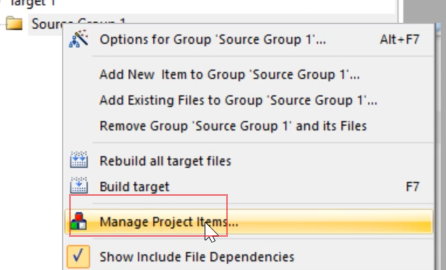 Target 1
Source Group 1
Options for Group 'Source Group 1'... Alt+F7
Add New Item to Group 'Source Group 1'...
Add Existing Files to Group 'Source Group 1'...
Remove Group 'Source Group 1' and its Files
Rebuild all target files
Build target F7
Manage Project Items...
Show Include File Dependencies